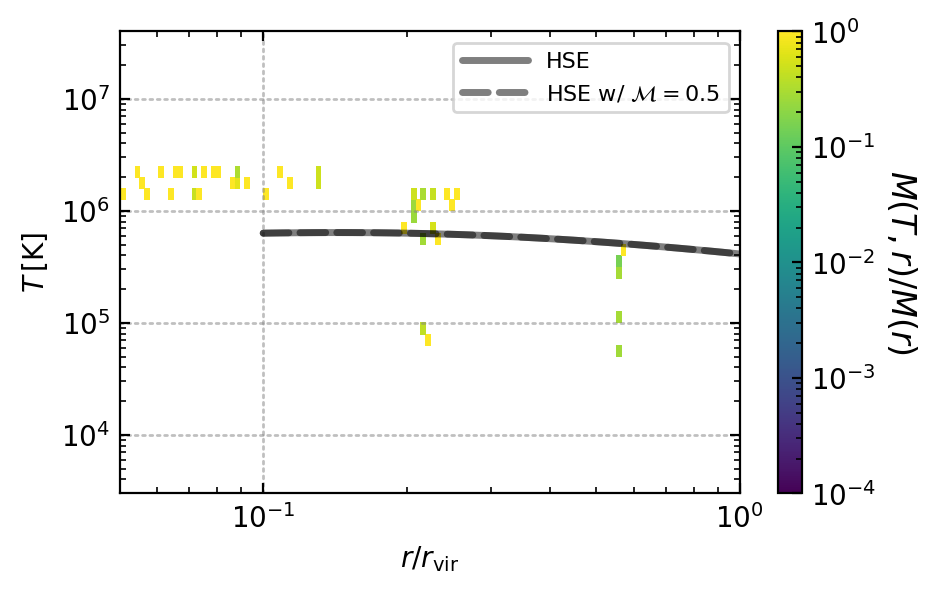 HSE
HSE w/ ℳ = 0.5
T [K]
10⁷
10⁶
10⁵
10⁴
10⁻¹
10⁰
r/r_vir
10⁰
10⁻¹
10⁻²
10⁻³
10⁻⁴
M(T, r)/M(r)